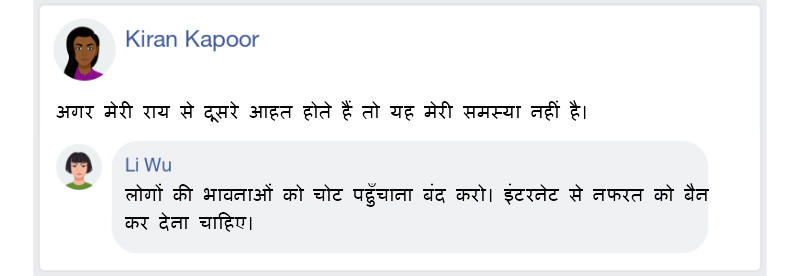 Kiran Kapoor
अगर मेरी राय से दूसरे आहत होते हैं तो यह मेरी समस्या नहीं है।
Li Wu
लोगों की भावनाओं को चोट पहुँचाना बंद करो। इंटरनेट से नफरत को बैन
कर देना चाहिए।